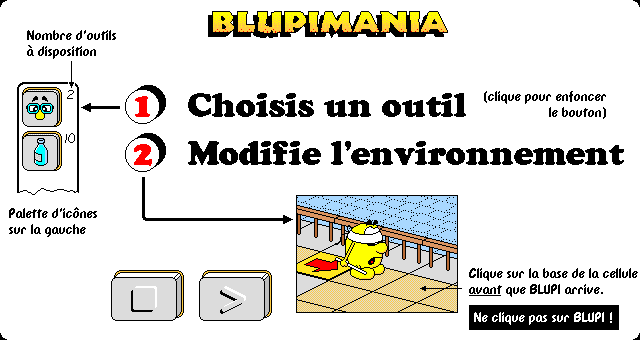 BLUPIMANIA
Nombre d'outils
à disposition
2
10
1 Choisis un outil
(clique pour enfoncer
le bouton)
2 Modifie l'environnement
Palette d'icônes
sur la gauche
Clique sur la base de la cellule
avant que BLUPI arrive.
Ne clique pas sur BLUPI !